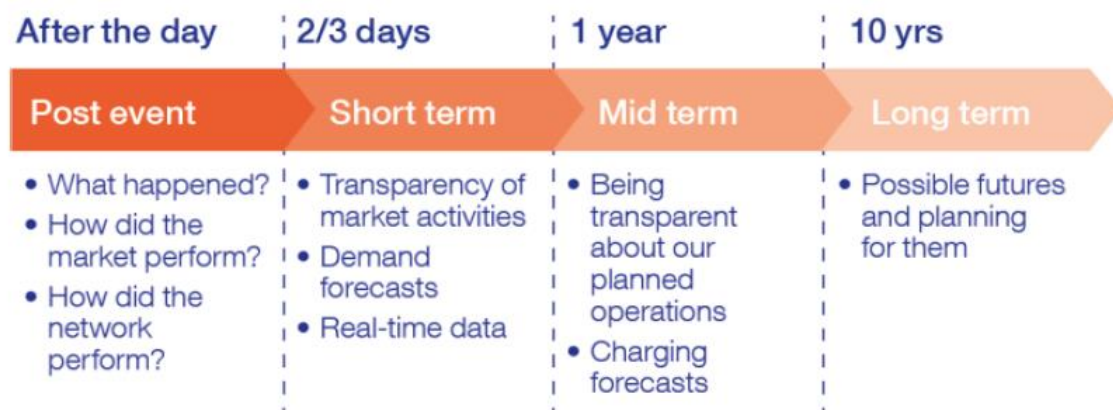 After the day
2/3 days
1 year
10 yrs
Post event
Short term
Mid term
Long term
• What happened?
• How did the
market perform?
• How did the
network
perform?
• Transparency of
market activities
• Demand
forecasts
• Real-time data
• Being
transparent
about our
planned
operations
• Charging
forecasts
• Possible futures
and planning
for them